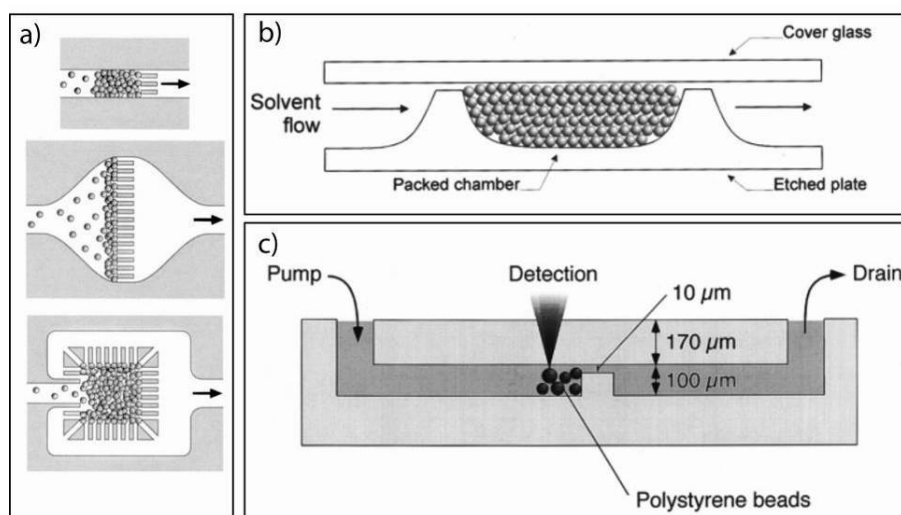 a)
b)
Cover glass
Solvent
flow
Packed chamber
Etched plate
c)
Pump
Detection
10 µm
Drain
170 µm
100 µm
Polystyrene beads